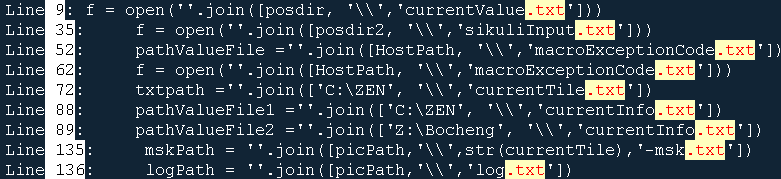 Line 9: f = open(''.join([posdir, '\\','currentValue.txt']))
Line 35: f = open(''.join([posdir2, '\\','sikuliInput.txt']))
Line 52: pathValueFile =''.join([HostPath, '\\','macroExceptionCode.txt'])
Line 62: f = open(''.join([HostPath, '\\','macroExceptionCode.txt']))
Line 72: txtpath =''.join(['C:\ZEN', '\\','currentTile.txt'])
Line 88: pathValueFile1 =''.join(['C:\ZEN', '\\','currentInfo.txt'])
Line 89: pathValueFile2 =''.join(['Z:\Bocheng', '\\','currentInfo.txt'])
Line 135: mskPath = ''.join([picPath,'\\',str(currentTile),'-msk.txt'])
Line 136: logPath = ''.join([picPath,'\\','log.txt'])